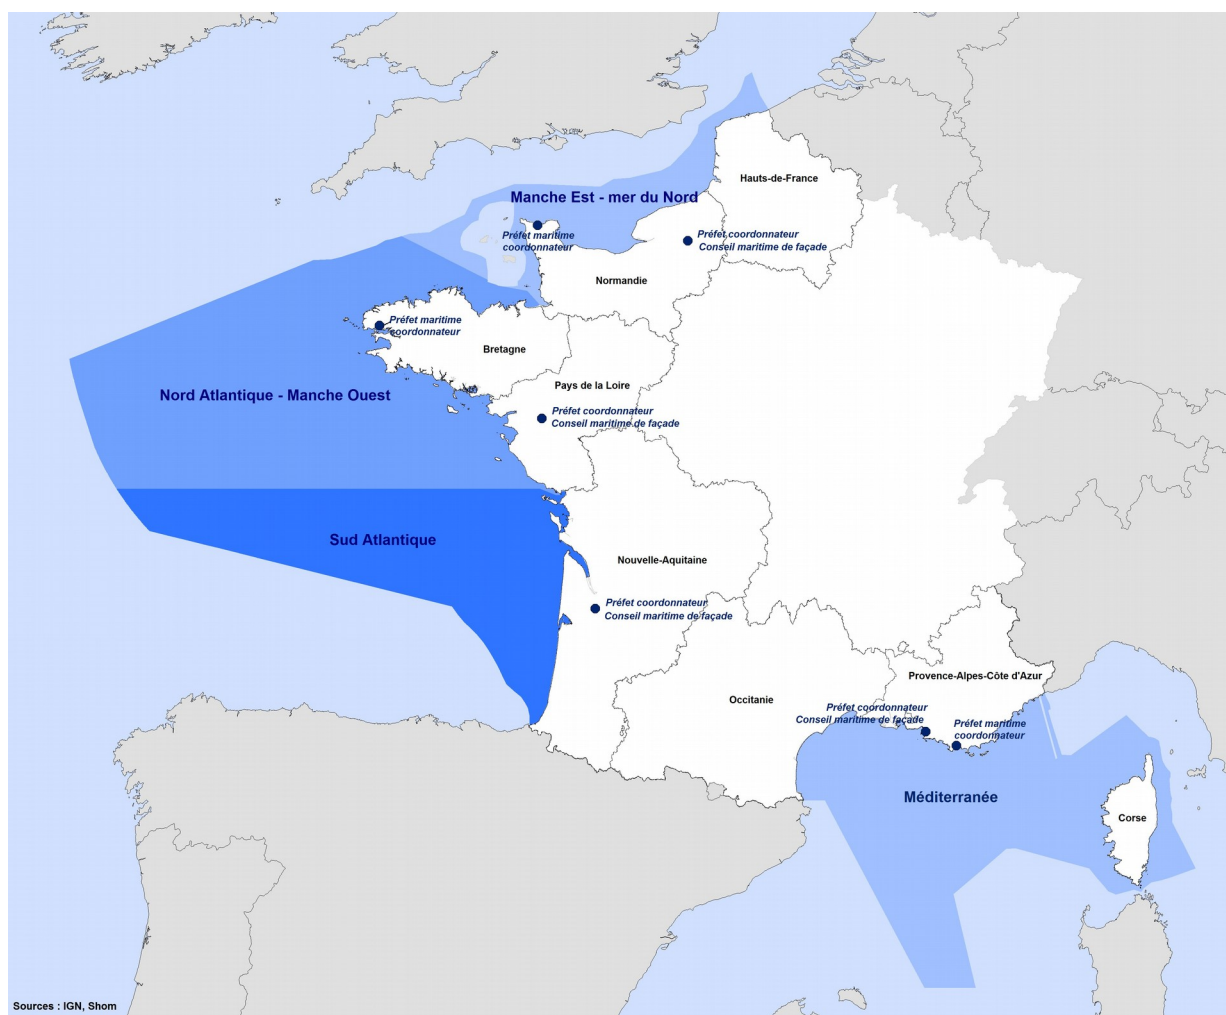 Hauts-de-France
Manche Est - mer du Nord
Préfet maritime
coordonnateur
Préfet coordonnateur
Conseil maritime de façade
Normandie
Préfet maritime
coordonnateur
Bretagne
Pays de la Loire
Nord Atlantique - Manche Ouest
Préfet coordonnateur
Conseil maritime de façade
Sud Atlantique
Nouvelle-Aquitaine
Préfet coordonnateur
Conseil maritime de façade
Provence-Alpes-Côte d'Azur
Occitanie
Préfet coordonnateur
Conseil maritime de façade
Préfet maritime
coordonnateur
Méditerranée
Corse
Sources : IGN, Shom